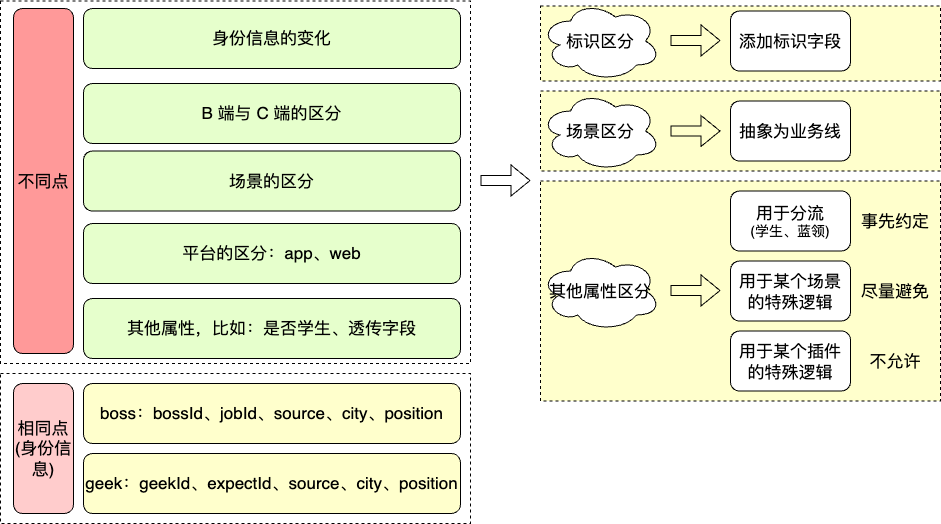 不同点
身份信息的变化
B 端与 C 端的区分
场景的区分
平台的区分：app、web
其他属性，比如：是否学生、透传字段
相同点
(身份信
息)
boss：bossId、jobId、source、city、position
geek：geekId、expectId、source、city、position
标识区分
添加标识字段
场景区分
抽象为业务线
其他属性区分
用于分流
(学生、蓝领)
事先约定
用于某个场景
的特殊逻辑
尽量避免
用于某个插件
的特殊逻辑
不允许